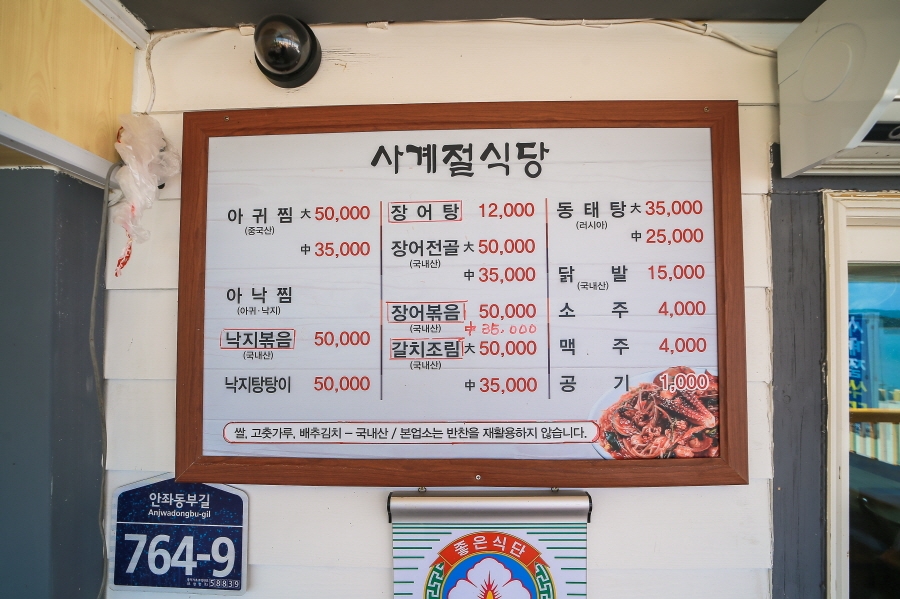 사계절식당
아귀찜 大 50,000
(중국산)
中 35,000
아낙찜
(아귀·낙지)
낙지볶음 50,000
(국내산)
낙지탕탕이 50,000
장어탕 12,000
장어전골 大 50,000
(국내산)
中 35,000
장어볶음 50,000
(국내산) 中 35,000
갈치조림 大 50,000
(국내산)
中 35,000
동태탕 大 35,000
(러시아)
中 25,000
닭발 15,000
(국내산)
소주 4,000
맥주 4,000
공기 1,000
쌀, 고춧가루, 배추김치 – 국내산 / 본업소는 반찬을 재활용하지 않습니다.
안좌동부길
Anjwadongbu-gil
764-9
58839
좋은식단